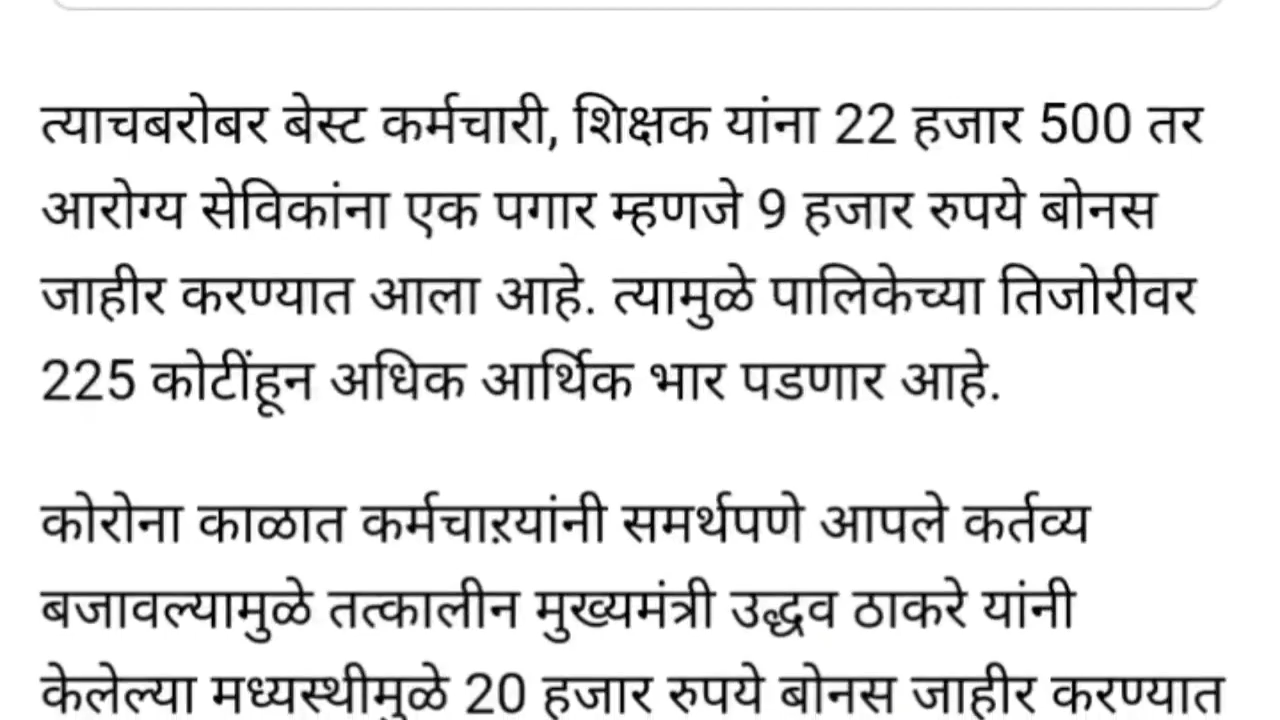 त्याचबरोबर बेस्ट कर्मचारी, शिक्षक यांना 22 हजार 500 तर
आरोग्य सेविकांना एक पगार म्हणजे 9 हजार रुपये बोनस
जाहीर करण्यात आला आहे. त्यामुळे पालिकेच्या तिजोरीवर
225 कोटींहून अधिक आर्थिक भार पडणार आहे.
कोरोना काळात कर्मचाऱयांनी समर्थपणे आपले कर्तव्य
बजावल्यामुळे तत्कालीन मुख्यमंत्री उद्धव ठाकरे यांनी
केलेल्या मध्यस्थीमुळे 20 हजार रुपये बोनस जाहीर करण्यात